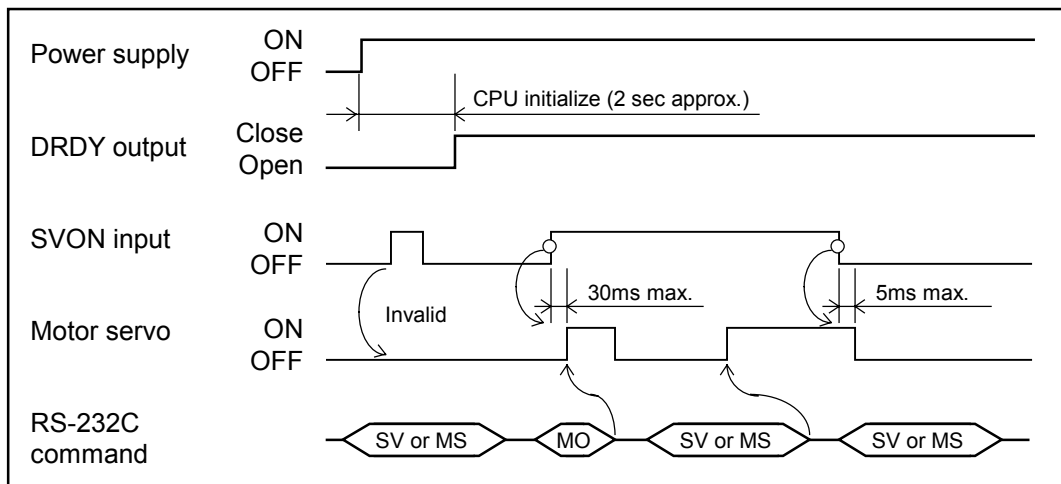 Power supply
ON
OFF
CPU initialize (2 sec approx.)
DRDY output
Close
Open
SVON input
ON
OFF
Invalid
30ms max.
5ms max.
Motor servo
ON
OFF
RS-232C
command
SV or MS
MO
SV or MS
SV or MS